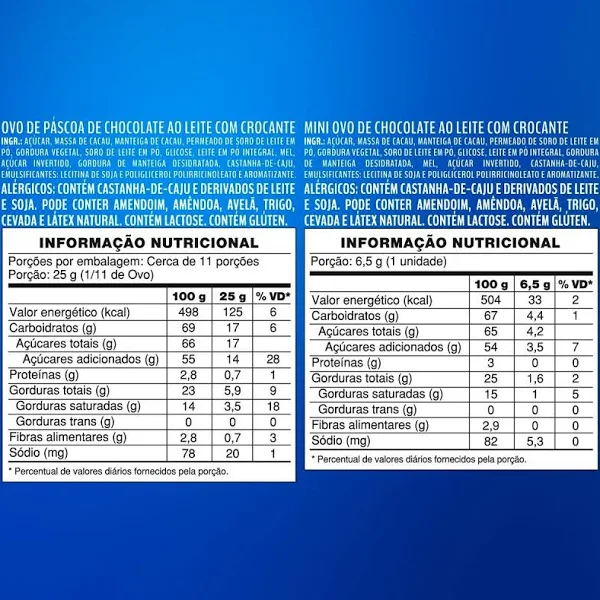 OVO DE PÁSCOA DE CHOCOLATE AO LEITE COM CROCANTE
INGR.: AÇÚCAR, MASSA DE CACAU, MANTEIGA DE CACAU, PERMEADO DE SORO DE LEITE EM
PÓ, GORDURA VEGETAL, SORO DE LEITE EM PÓ, GLICOSE, LEITE EM PÓ INTEGRAL, MEL,
AÇÚCAR INVERTIDO, GORDURA DE MANTEIGA DESIDRATADA, CASTANHA-DE-CAJU,
EMULSIFICANTES: LECITINA DE SOJA E POLIGLICEROL POLIRRICINOLEATO E AROMATIZANTE.
ALÉRGICOS: CONTÉM CASTANHA-DE-CAJU E DERIVADOS DE LEITE
E SOJA. PODE CONTER AMENDOIM, AMÊNDOA, AVELÃ, TRIGO,
CEVADA E LÁTEX NATURAL. CONTÉM LACTOSE. CONTÉM GLÚTEN.
INFORMAÇÃO NUTRICIONAL
Porções por embalagem: Cerca de 11 porções
Porção: 25 g (1/11 de Ovo)
100 g 25 g % VD*
Valor energético (kcal) 498 125 6
Carboidratos (g) 69 17 6
Açúcares totais (g) 66 17
Açúcares adicionados (g) 55 14 28
Proteínas (g) 2,8 0,7 1
Gorduras totais (g) 23 5,9 9
Gorduras saturadas (g) 14 3,5 18
Gorduras trans (g) 0 0 0
Fibras alimentares (g) 2,8 0,7 3
Sódio (mg) 78 20 1
* Percentual de valores diários fornecidos pela porção.
MINI OVO DE CHOCOLATE AO LEITE COM CROCANTE
INGR.: AÇÚCAR, MASSA DE CACAU, MANTEIGA DE CACAU, PERMEADO DE SORO DE LEITE EM
PÓ, GORDURA VEGETAL, SORO DE LEITE EM PÓ, GLICOSE, LEITE EM PÓ INTEGRAL, GORDURA
DE MANTEIGA DESIDRATADA, MEL, AÇÚCAR INVERTIDO, CASTANHA-DE-CAJU,
EMULSIFICANTES: LECITINA DE SOJA E POLIGLICEROL POLIRRICINOLEATO E AROMATIZANTE.
ALÉRGICOS: CONTÉM CASTANHA-DE-CAJU E DERIVADOS DE LEITE
E SOJA. PODE CONTER AMENDOIM, AMÊNDOA, AVELÃ, TRIGO,
CEVADA E LÁTEX NATURAL. CONTÉM LACTOSE. CONTÉM GLÚTEN.
INFORMAÇÃO NUTRICIONAL
Porção: 6,5 g (1 unidade)
100 g 6,5 g % VD*
Valor energético (kcal) 504 33 2
Carboidratos (g) 67 4,4 1
Açúcares totais (g) 65 4,2
Açúcares adicionados (g) 54 3,5 7
Proteínas (g) 3 0 0
Gorduras totais (g) 25 1,6 2
Gorduras saturadas (g) 15 1 5
Gorduras trans (g) 0 0 0
Fibras alimentares (g) 2,9 0 0
Sódio (mg) 82 5,3 0
* Percentual de valores diários fornecidos pela porção.